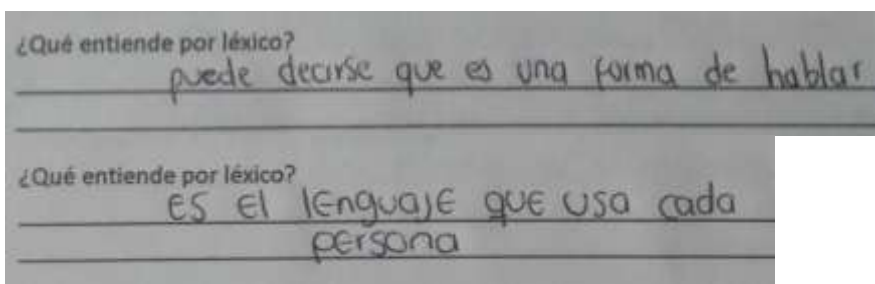 ¿Qué entiende por léxico?
puede decirse que es una forma de hablar
¿Qué entiende por léxico?
es el lenguaje que usa cada
persona